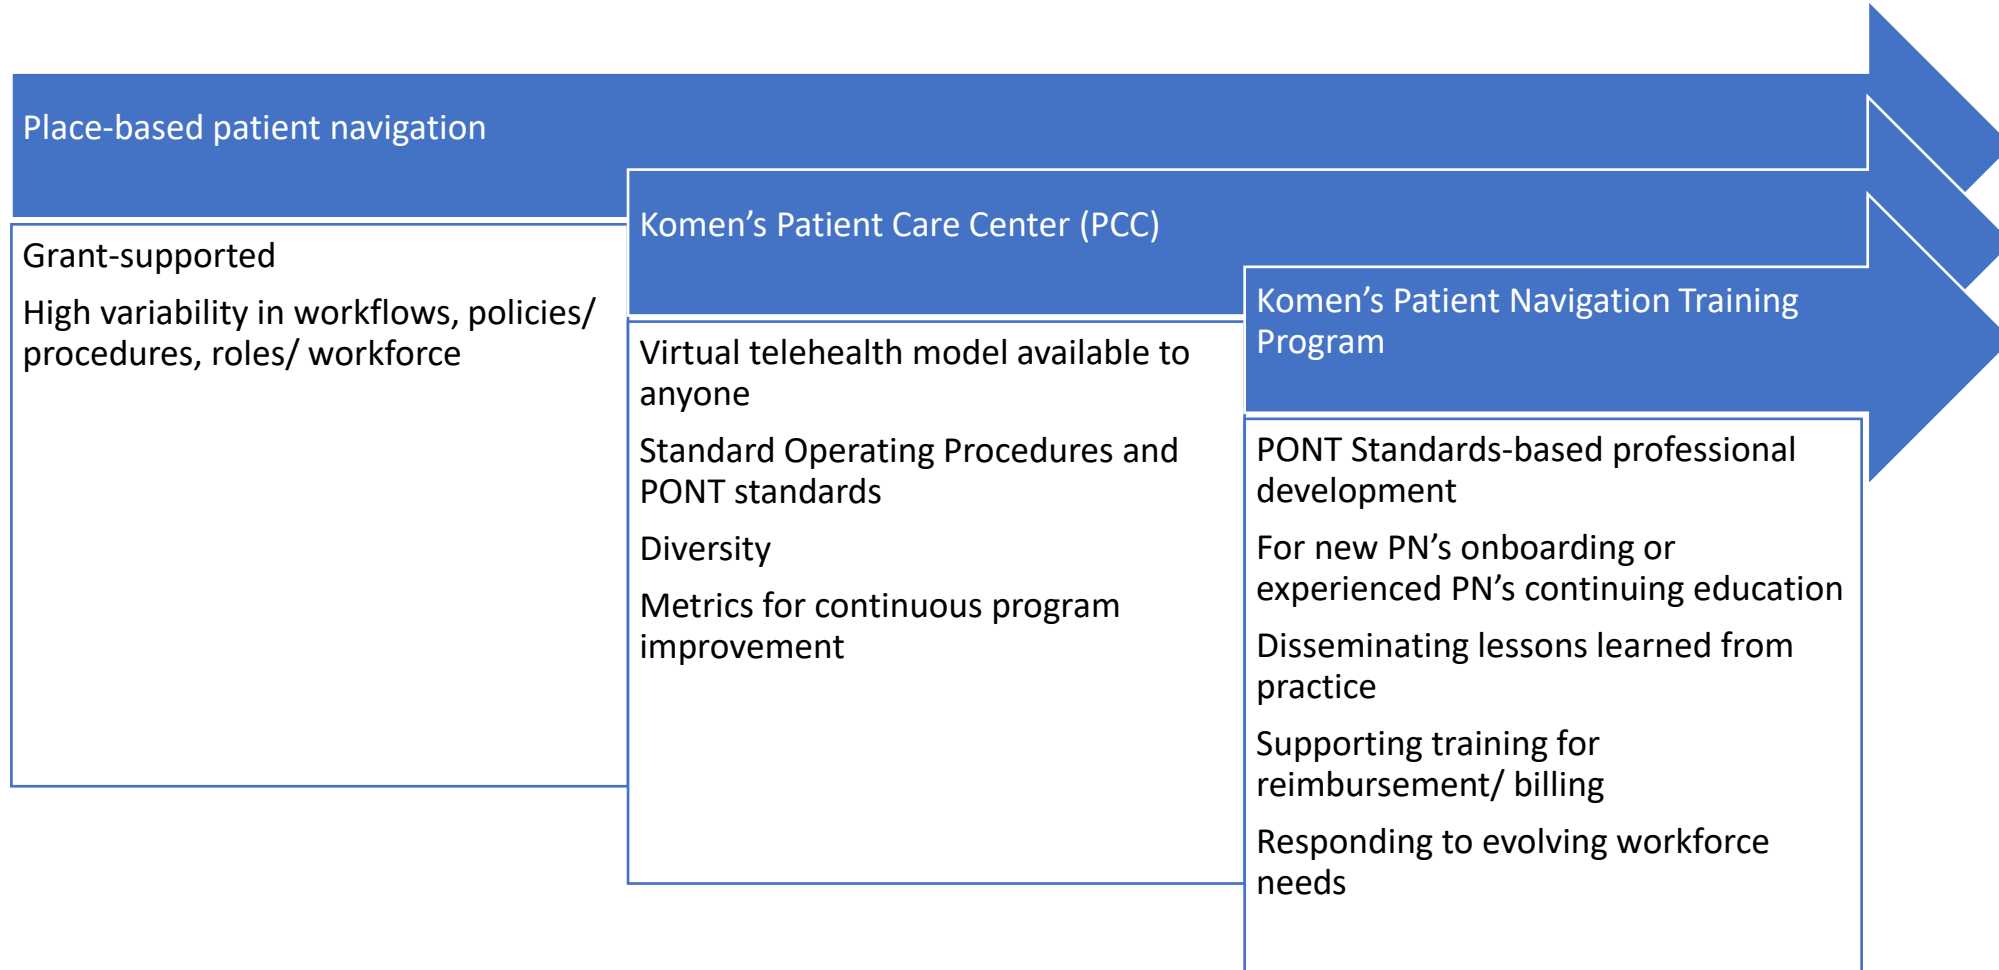 Place-based patient navigation
Grant-supported
High variability in workflows, policies/
procedures, roles/ workforce
Komen’s Patient Care Center (PCC)
Virtual telehealth model available to
anyone
Standard Operating Procedures and
PONT standards
Diversity
Metrics for continuous program
improvement
Komen’s Patient Navigation Training
Program
PONT Standards-based professional
development
For new PN’s onboarding or
experienced PN’s continuing education
Disseminating lessons learned from
practice
Supporting training for
reimbursement/ billing
Responding to evolving workforce
needs